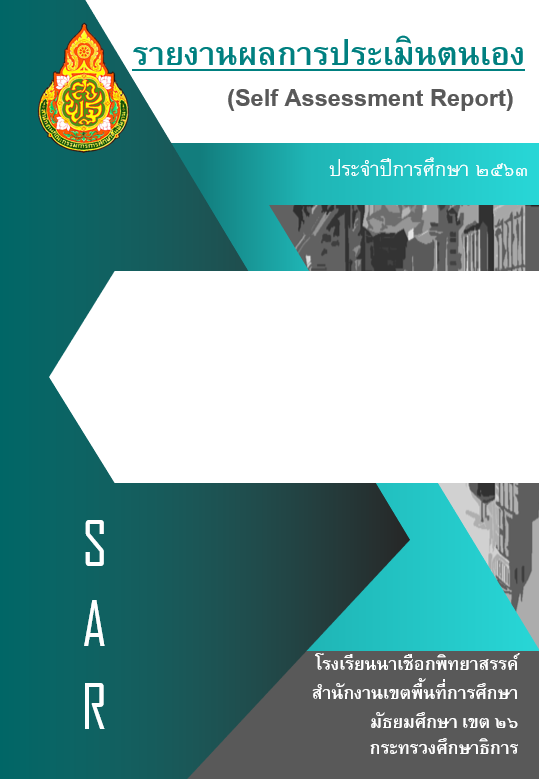 รายงานผลการประเมินตนเอง
(Self Assessment Report)
ประจำปีการศึกษา ๒๕๖๓
S
A
R
โรงเรียนนาเชือกพิทยาสรรค์
สำนักงานเขตพื้นที่การศึกษา
มัธยมศึกษา เขต ๒๖
กระทรวงศึกษาธิการ